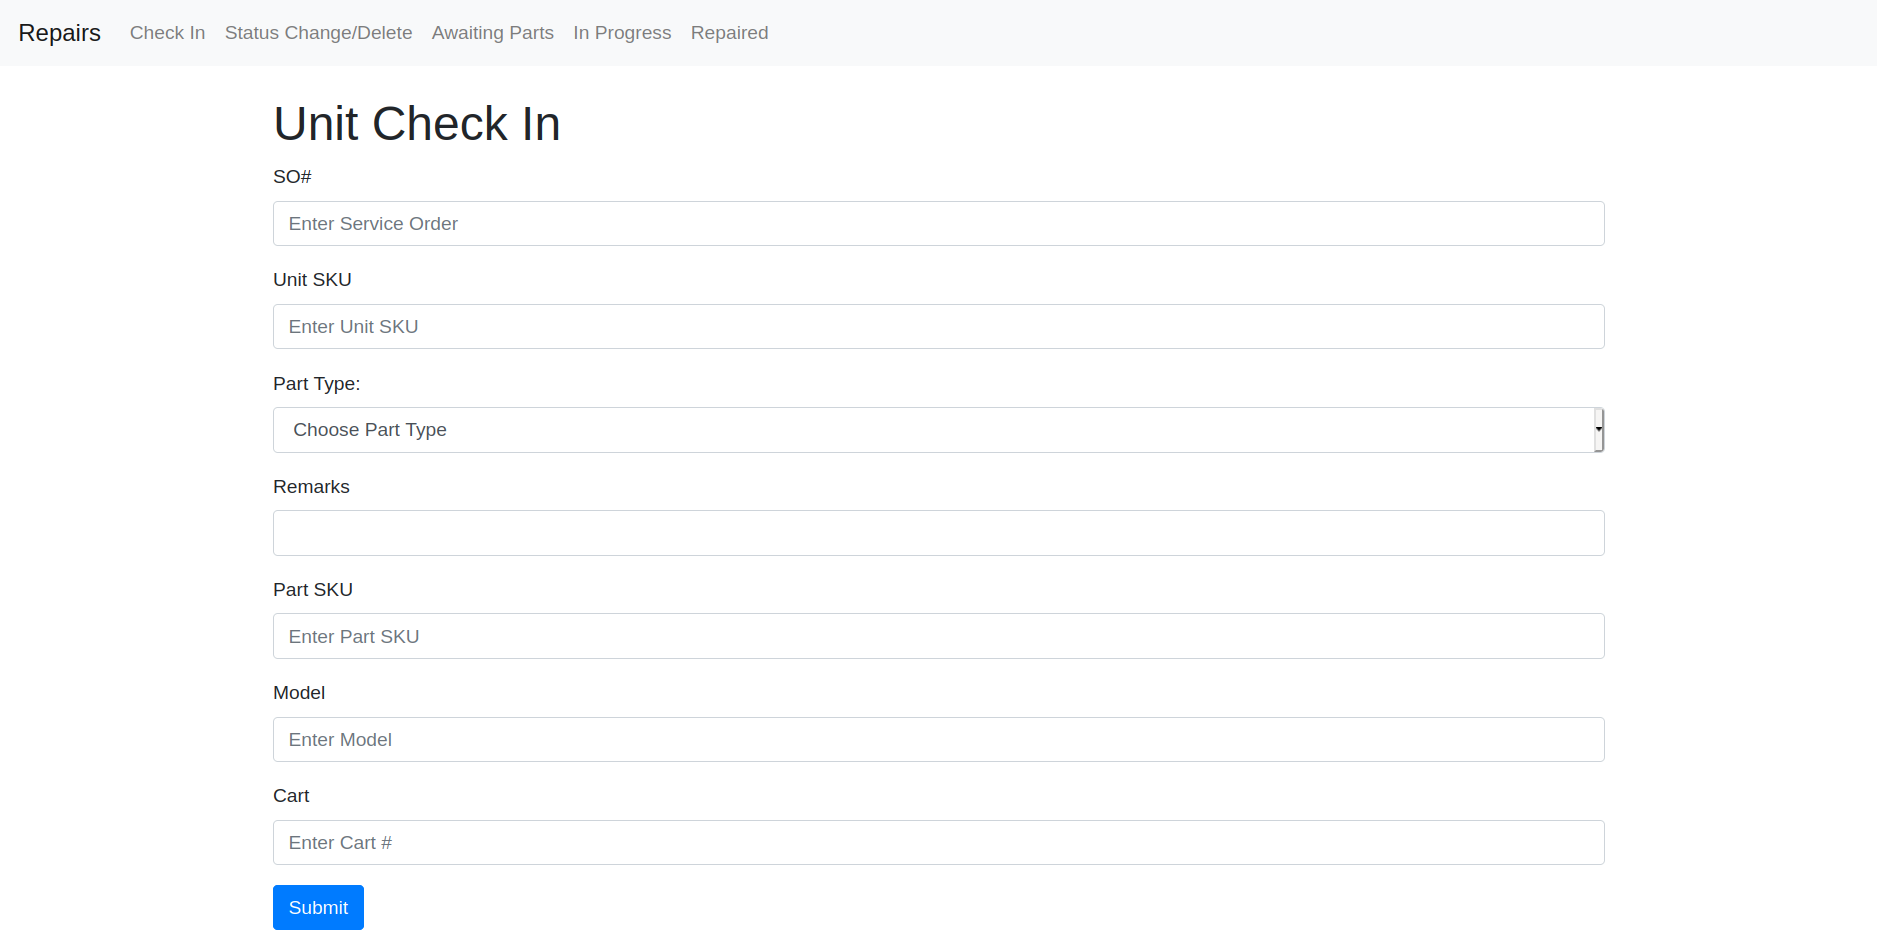 Repairs Check In Status Change/Delete Awaiting Parts In Progress Repaired
Unit Check In
SO#
Enter Service Order
Unit SKU
Enter Unit SKU
Part Type:
Choose Part Type
Remarks
Part SKU
Enter Part SKU
Model
Enter Model
Cart
Enter Cart #
Submit